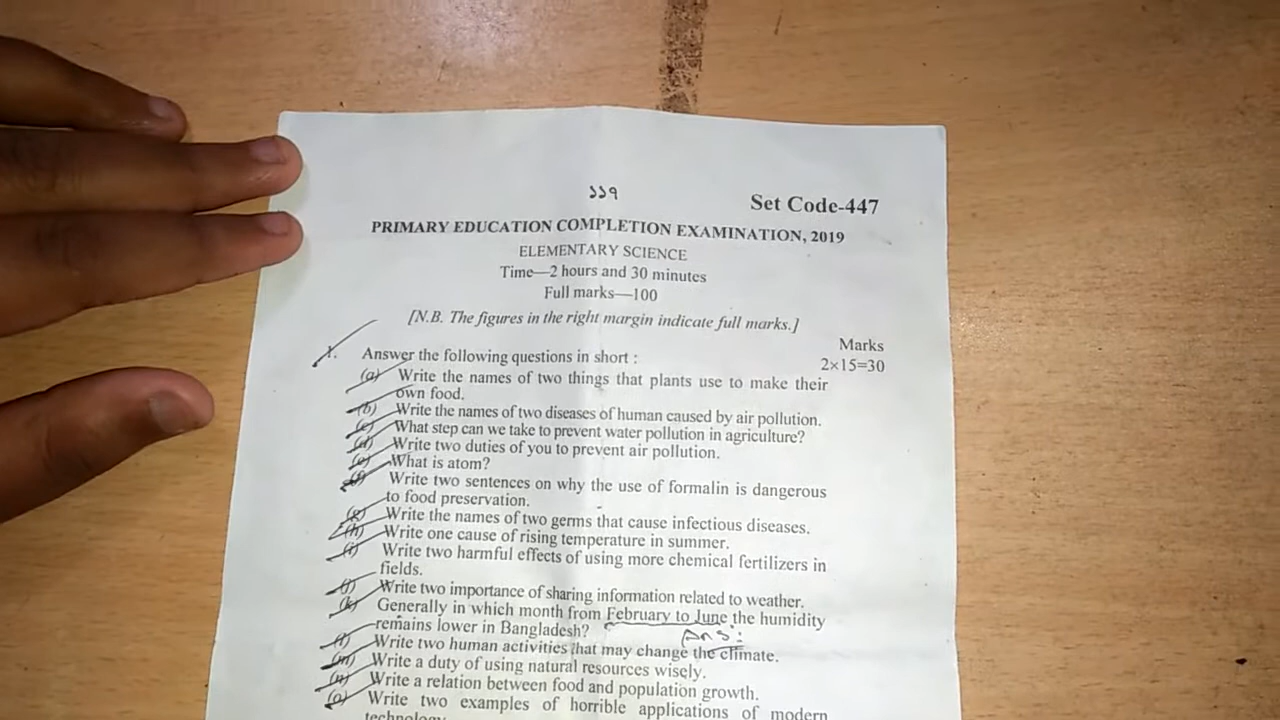 ১১৭
Set Code-447
PRIMARY EDUCATION COMPLETION EXAMINATION, 2019
ELEMENTARY SCIENCE
Time—2 hours and 30 minutes
Full marks—100
[N.B. The figures in the right margin indicate full marks.]
Marks
1. Answer the following questions in short : 2×15=30
(a) Write the names of two things that plants use to make their
own food.
(b) Write the names of two diseases of human caused by air pollution.
(c) What step can we take to prevent water pollution in agriculture?
(d) Write two duties of you to prevent air pollution.
(e) What is atom?
(f) Write two sentences on why the use of formalin is dangerous
to food preservation.
(g) Write the names of two germs that cause infectious diseases.
(h) Write one cause of rising temperature in summer.
(i) Write two harmful effects of using more chemical fertilizers in
fields.
(j) Write two importance of sharing information related to weather.
(k) Generally in which month from February to June the humidity
remains lower in Bangladesh?
Ans:
(l) Write two human activities that may change the climate.
(m) Write a duty of using natural resources wisely.
(n) Write a relation between food and population growth.
(o) Write two examples of horrible applications of modern
technology